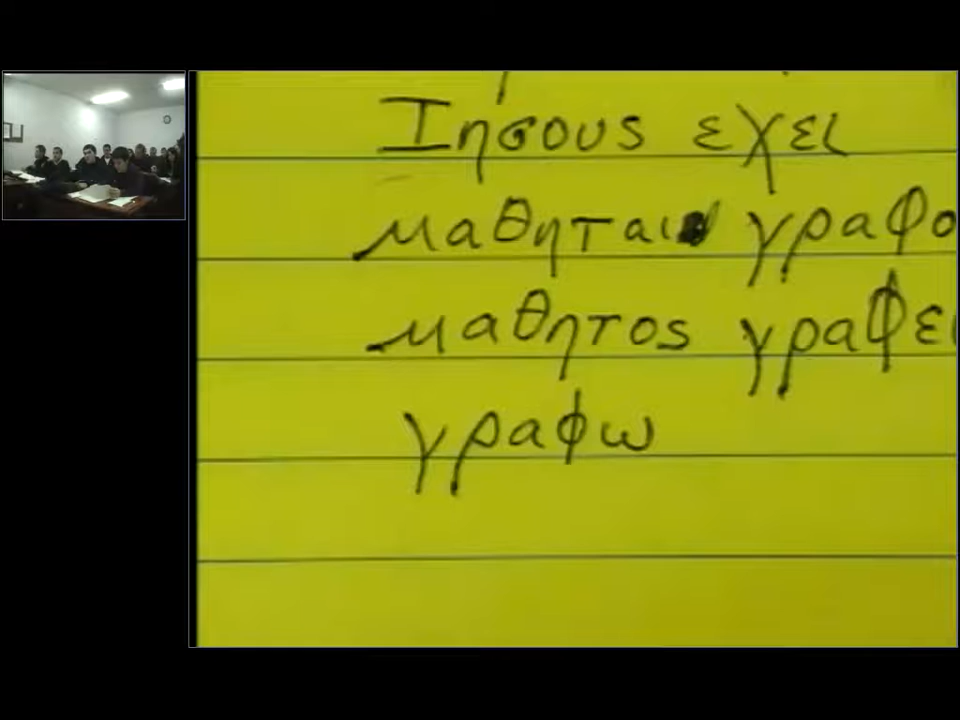 Ιησους εχει
μαθηται γραφο
μαθητος γραφει
γραφω